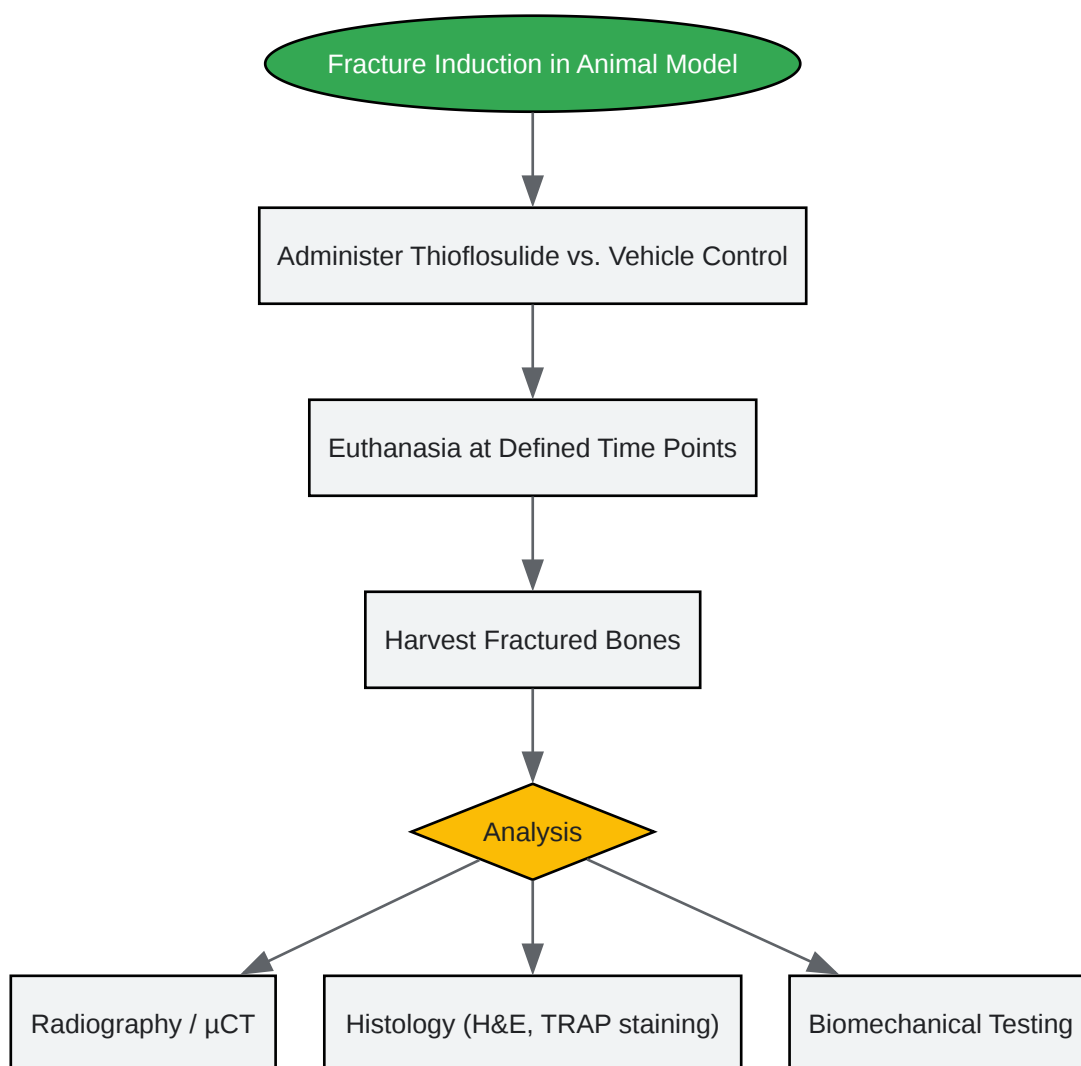 Fracture Induction in Animal Model
Administer Thioflosulide vs. Vehicle Control
Euthanasia at Defined Time Points
Harvest Fractured Bones
Analysis
Radiography / µCT
Histology (H&E, TRAP staining)
Biomechanical Testing